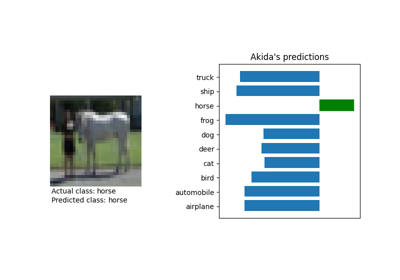 Akida's predictions
truck
ship
horse
frog
dog
deer
cat
bird
automobile
airplane
Actual class: horse
Predicted class: horse